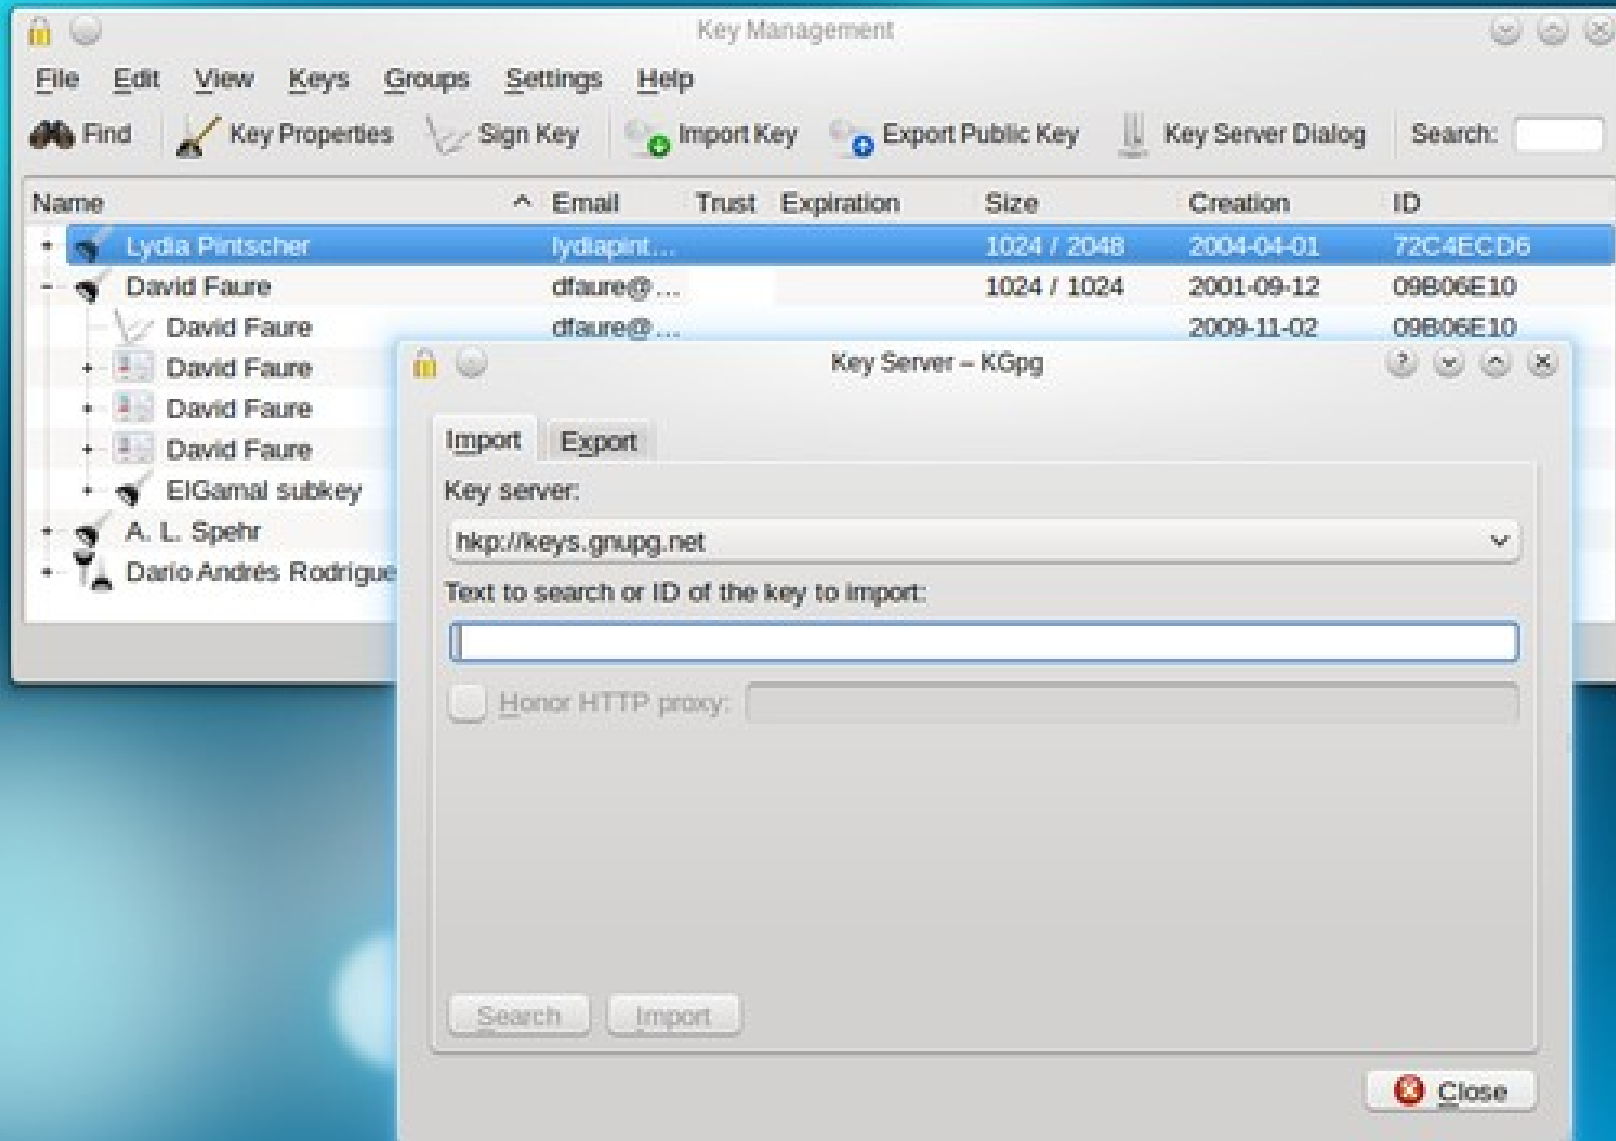 Key Management
File Edit View Keys Groups Settings Help
Find Key Properties Sign Key Import Key Export Public Key Key Server Dialog Search:
Name Email Trust Expiration Size Creation ID
Lydia Pintscher lydiapint... 1024 / 2048 2004-04-01 72C4ECD6
David Faure dfaure@... 1024 / 1024 2001-09-12 09B06E10
David Faure dfaure@... 2009-11-02 09B06E10
David Faure
David Faure
David Faure
ElGamal subkey
A. L. Spehr
Dario Andrés Rodrigue
Key Server – KGpg
Import Export
Key server:
hkp://keys.gnupg.net
Text to search or ID of the key to import:
Honor HTTP proxy:
Search Import
Close